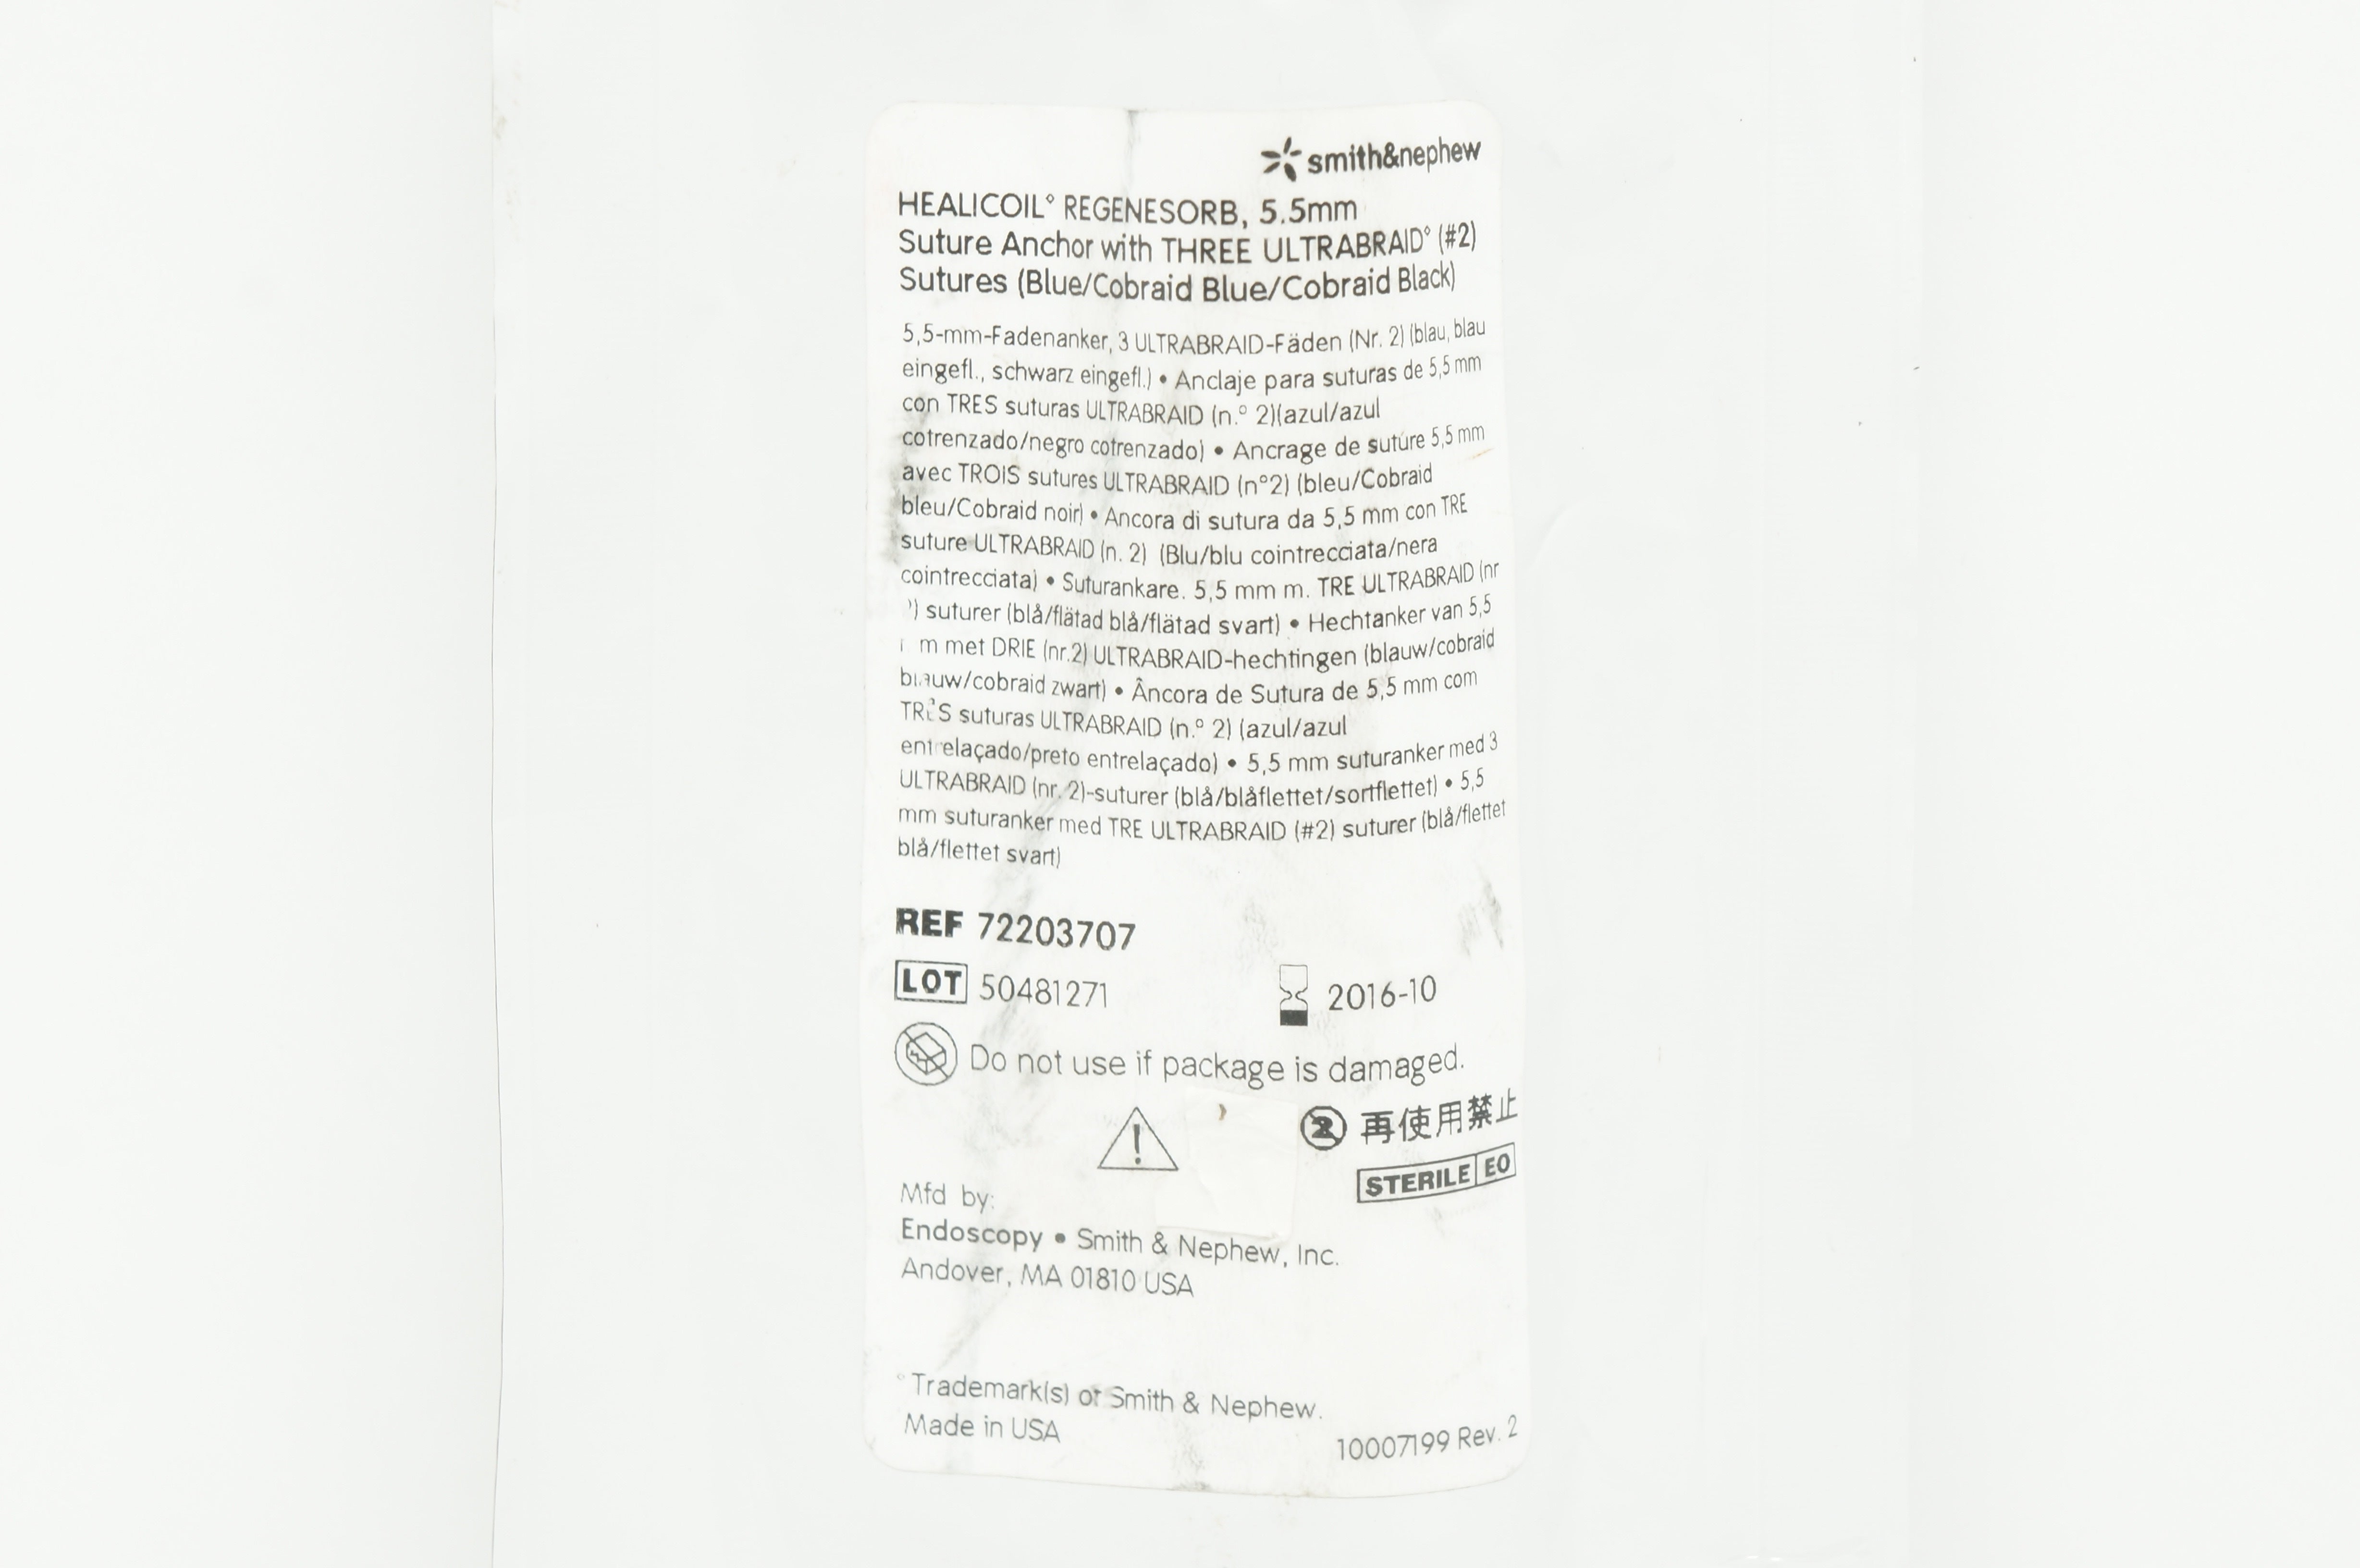 smith&nephew
HEALICOIL° REGENESORB, 5.5mm
Suture Anchor with THREE ULTRABRAID° (#2)
Sutures (Blue/Cobraid Blue/Cobraid Black)
5,5-mm-Fadenanker, 3 ULTRABRAID-Fäden (Nr. 2) (blau, blau
eingefl., schwarz eingefl.) • Anclaje para suturas de 5,5 mm
con TRES suturas ULTRABRAID (n.° 2)(azul/azul
cotrenzado/negro cotrenzado) • Ancrage de suture 5,5 mm
avec TROIS sutures ULTRABRAID (n°2) (bleu/Cobraid
bleu/Cobraid noir) • Ancora di sutura da 5,5 mm con TRE
suture ULTRABRAID (n. 2) (Blu/blu cointrecciata/nera
cointrecciata) • Suturankare. 5,5 mm m. TRE ULTRABRAID (nr
) suturer (blå/flätad blå/flätad svart) • Hechtanker van 5,5
m met DRIE (nr.2) ULTRABRAID-hechtingen (blauw/cobraid
blauw/cobraid zwart) • Âncora de Sutura de 5,5 mm com
TRÊS suturas ULTRABRAID (n.° 2) (azul/azul
entrelaçado/preto entrelaçado) • 5,5 mm suturanker med 3
ULTRABRAID (nr. 2)-suturer (blå/blåflettet/sortflettet) • 5,5
mm suturanker med TRE ULTRABRAID (#2) suturer (blå/flettet
blå/flettet svart)
REF 72203707
LOT 50481271
2016-10
Do not use if package is damaged.
2 再使用禁止
STERILE EO
Mfd by:
Endoscopy • Smith & Nephew, Inc.
Andover, MA 01810 USA
°Trademark(s) of Smith & Nephew.
Made in USA
10007199 Rev. 2